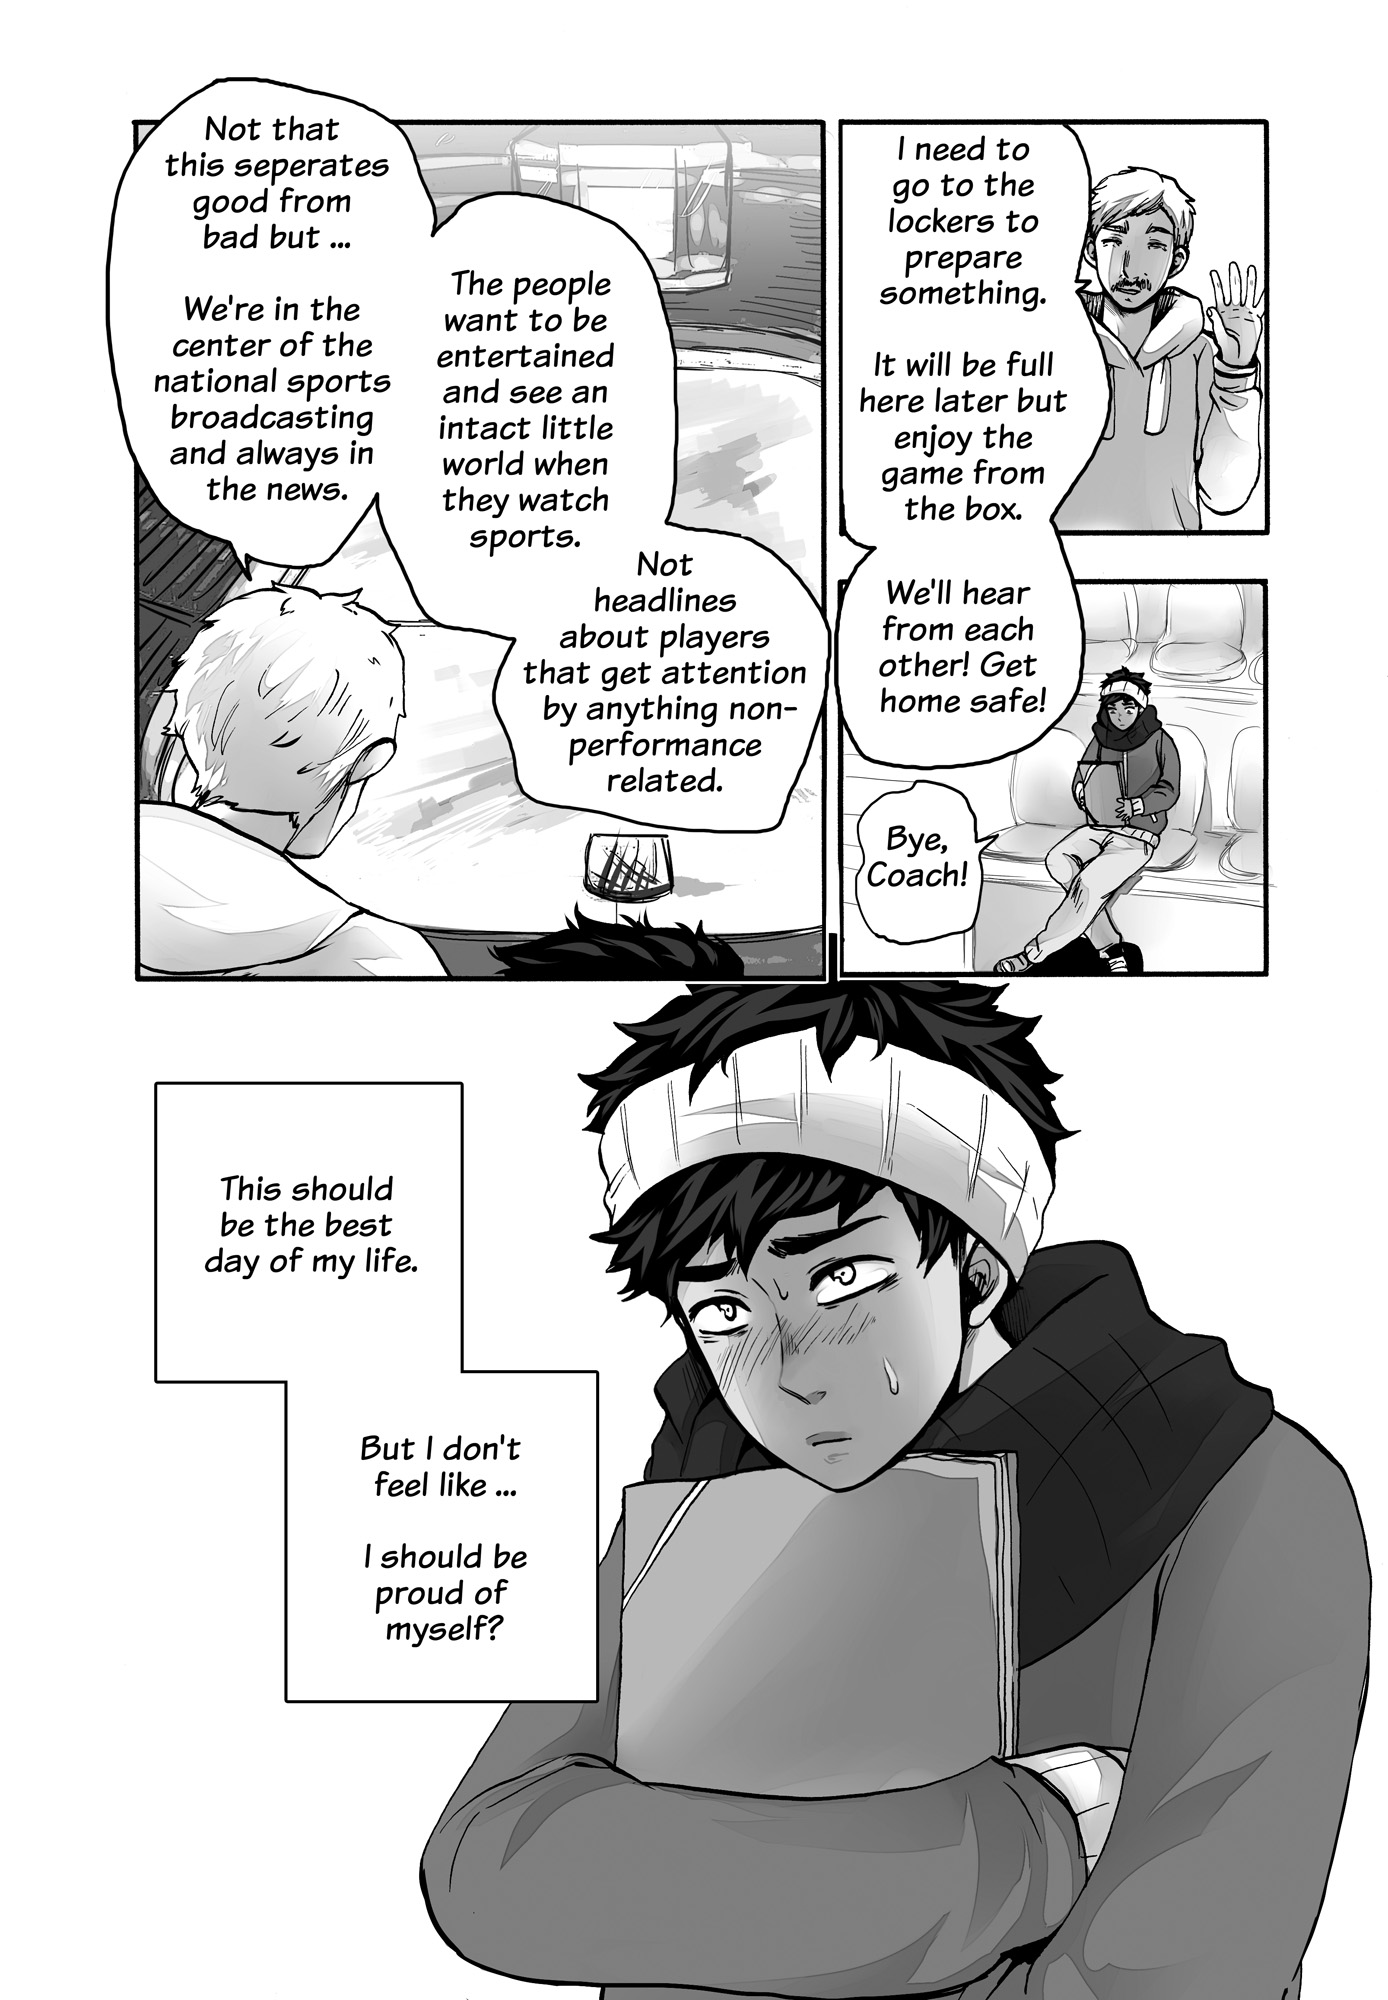 Not that
this seperates
good from
bad but ...
We're in the
center of the
national sports
broadcasting
and always in
the news.
The people
want to be
entertained
and see an
intact little
world when
they watch
sports.
Not
headlines
about players
that get attention
by anything non-
performance
related.
I need to
go to the
lockers to
prepare
something.
It will be full
here later but
enjoy the
game from
the box.
We'll hear
from each
other! Get
home safe!
Bye,
Coach!
This should
be the best
day of my life.
But I don't
feel like ...
I should be
proud of
myself?